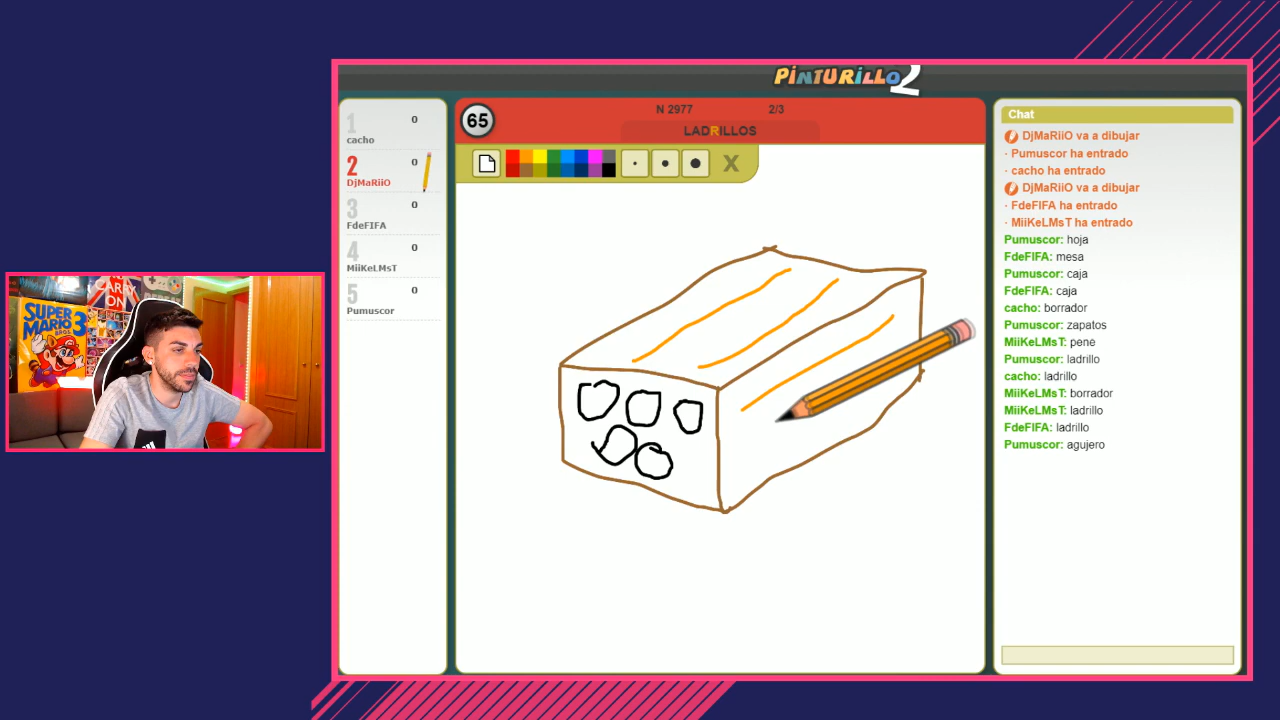 PiNTURiLLO 2
1
0
cacho
2
0
DjMaRiiO
3
0
FdeFIFA
4
0
MiiKeLMsT
5
0
Pumuscor
65
N 2977
2/3
LADRILLOS
X
Chat
DjMaRiiO va a dibujar
· Pumuscor ha entrado
· cacho ha entrado
DjMaRiiO va a dibujar
· FdeFIFA ha entrado
· MiiKeLMsT ha entrado
Pumuscor: hoja
FdeFIFA: mesa
Pumuscor: caja
FdeFIFA: caja
cacho: borrador
Pumuscor: zapatos
MiiKeLMsT: pene
Pumuscor: ladrillo
cacho: ladrillo
MiiKeLMsT: borrador
MiiKeLMsT: ladrillo
FdeFIFA: ladrillo
Pumuscor: agujero
SUPER
MARIO 3
BROS.
CARRY
ON